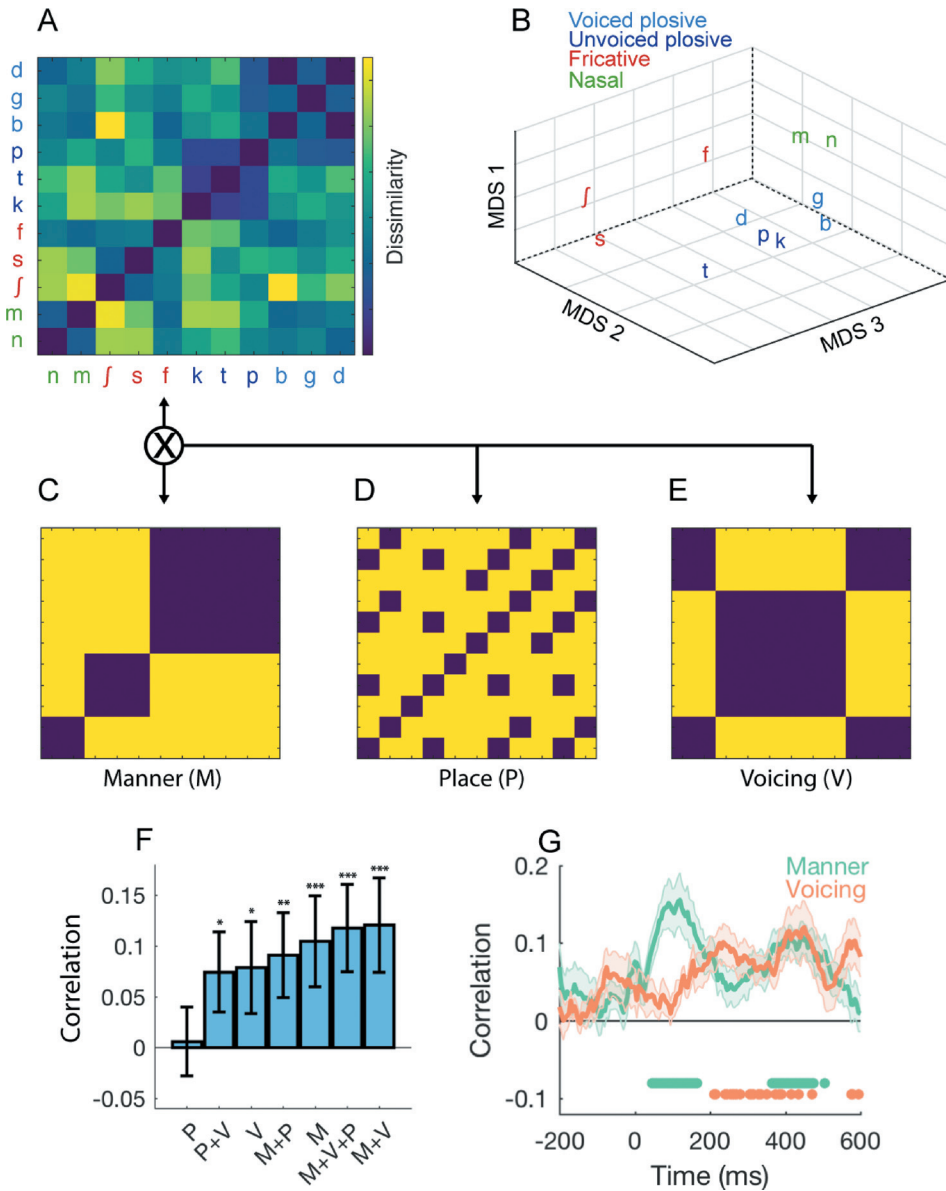 A
d
g
b
p
t
k
f
s
ʃ
m
n
n m ʃ s f k t p b g d
Dissimilarity
B
Voiced plosive
Unvoiced plosive
Fricative
Nasal
MDS 1
MDS 2
MDS 3
m n
f
ʃ
g
d
b
s
p k
t
X
C
D
E
Manner (M)
Place (P)
Voicing (V)
F
Correlation
0.15
0.1
0.05
0
-0.05
* * ** *** *** ***
P P+V V M+P M M+V+P M+V
G
Manner
Voicing
Correlation
0.2
0.1
0
-0.1
-200 0 200 400 600
Time (ms)